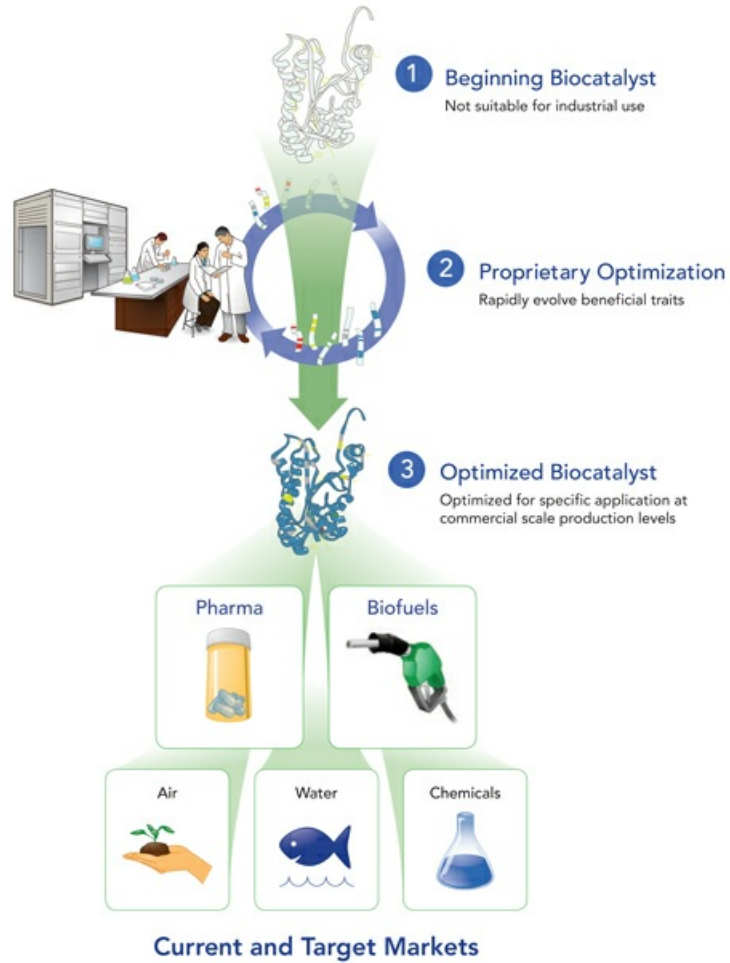 1 Beginning Biocatalyst
Not suitable for industrial use
2 Proprietary Optimization
Rapidly evolve beneficial traits
3 Optimized Biocatalyst
Optimized for specific application at
commercial scale production levels
Pharma
Biofuels
Air
Water
Chemicals
Current and Target Markets